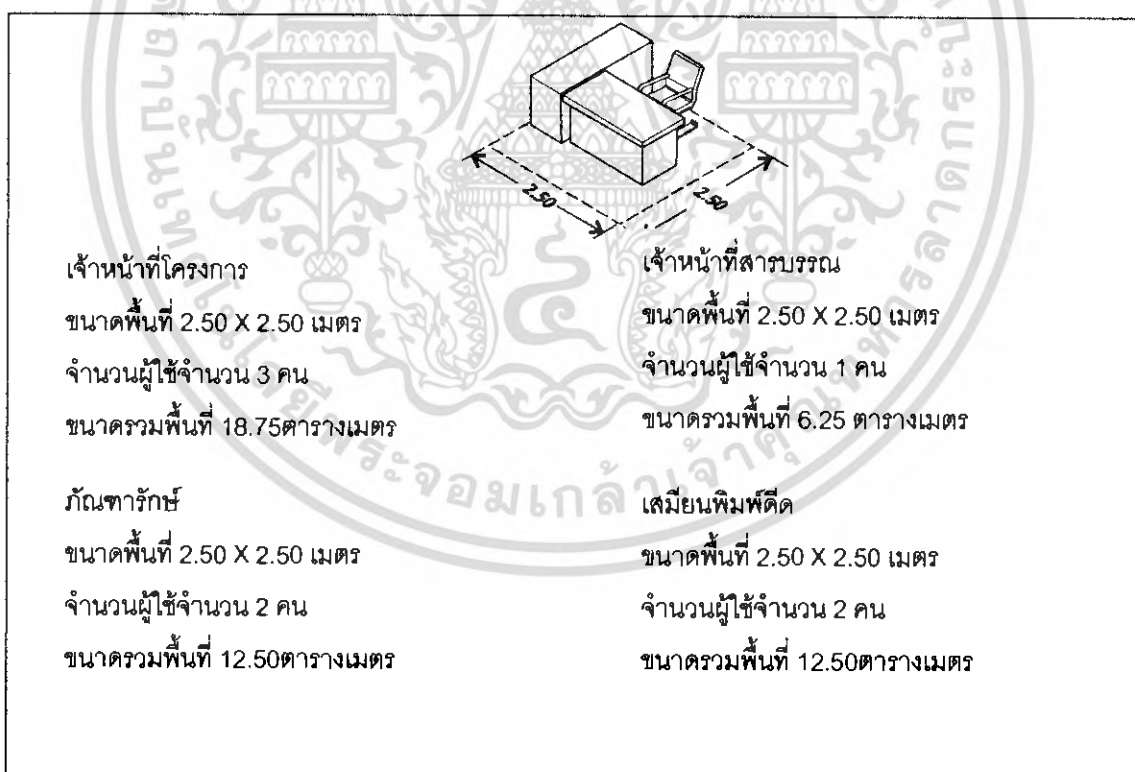 2.50
2.50
เจ้าหน้าที่โครงการ
ขนาดพื้นที่ 2.50 X 2.50 เมตร
จำนวนผู้ใช้จำนวน 3 คน
ขนาดรวมพื้นที่ 18.75ตารางเมตร
เจ้าหน้าที่สารบรรณ
ขนาดพื้นที่ 2.50 X 2.50 เมตร
จำนวนผู้ใช้จำนวน 1 คน
ขนาดรวมพื้นที่ 6.25 ตารางเมตร
ภัณฑารักษ์
ขนาดพื้นที่ 2.50 X 2.50 เมตร
จำนวนผู้ใช้จำนวน 2 คน
ขนาดรวมพื้นที่ 12.50ตารางเมตร
เสมียนพิมพ์ดีด
ขนาดพื้นที่ 2.50 X 2.50 เมตร
จำนวนผู้ใช้จำนวน 2 คน
ขนาดรวมพื้นที่ 12.50ตารางเมตร